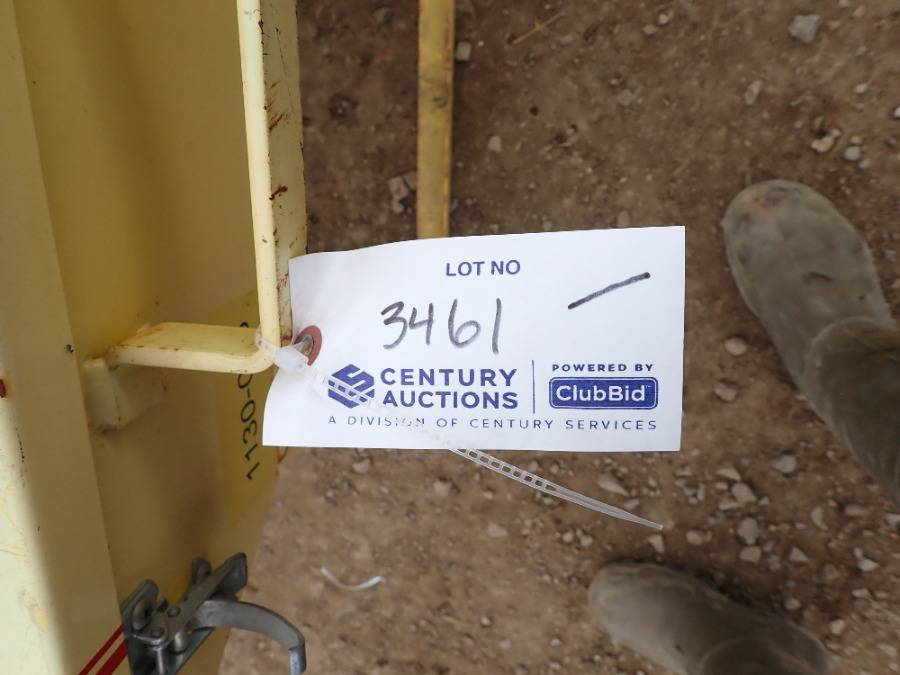 LOT NO
3461 —
CENTURY
AUCTIONS
POWERED BY
ClubBid
A DIVISION OF CENTURY SERVICES